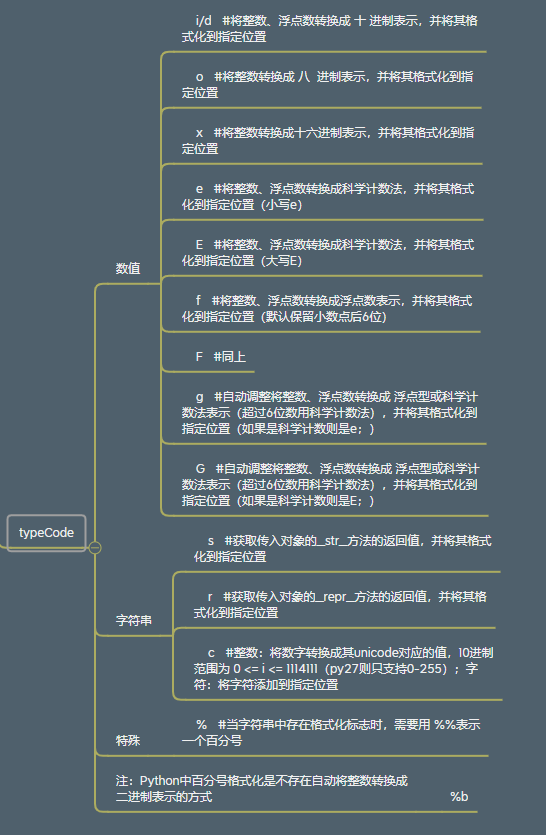 i/d #将整数、浮点数转换成 十 进制表示，并将其格
式化到指定位置
o #将整数转换成 八 进制表示，并将其格式化到指
定位置
x #将整数转换成十六进制表示，并将其格式化到指
定位置
e #将整数、浮点数转换成科学计数法，并将其格式
化到指定位置（小写e）
E #将整数、浮点数转换成科学计数法，并将其格式
化到指定位置（大写E）
数值
f #将整数、浮点数转换成浮点数表示，并将其格式
化到指定位置（默认保留小数点后6位）
F #同上
g #自动调整将整数、浮点数转换成 浮点型或科学计
数法表示（超过6位数用科学计数法），并将其格式化到
指定位置（如果是科学计数则是e；）
G #自动调整将整数、浮点数转换成 浮点型或科学计
数法表示（超过6位数用科学计数法），并将其格式化到
指定位置（如果是科学计数则是E；）
typeCode
s #获取传入对象的_str_方法的返回值，并将其格式
化到指定位置
r #获取传入对象的_repr_方法的返回值，并将其格
式化到指定位置
字符串
c #整数：将数字转换成其unicode对应的值，10进制
范围为 0 <= i <= 1114111（py27则只支持0-255）；字
符：将字符添加到指定位置
% #当字符串中存在格式化标志时，需要用 %%表示
一个百分号
特殊
注：Python中百分号格式化是不存在自动将整数转换成
二进制表示的方式
%b